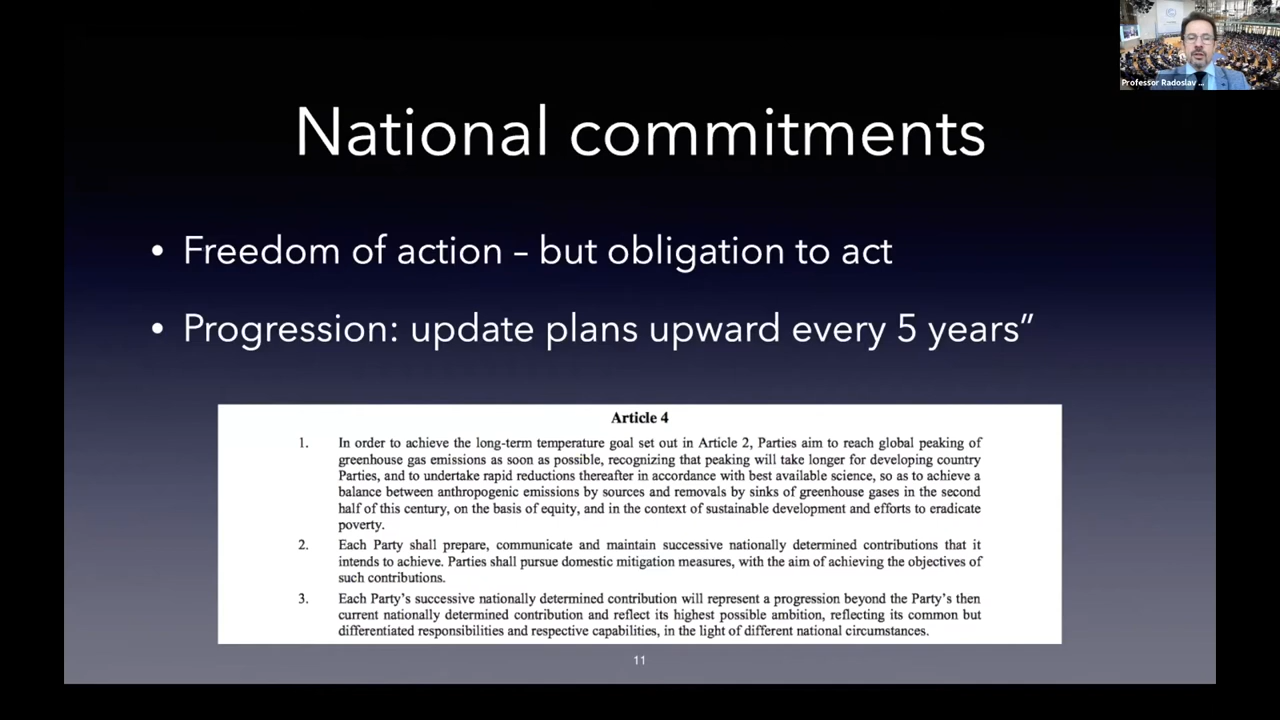 Professor Radoslav ...
National commitments
• Freedom of action – but obligation to act
• Progression: update plans upward every 5 years”
Article 4
1. In order to achieve the long-term temperature goal set out in Article 2, Parties aim to reach global peaking of
greenhouse gas emissions as soon as possible, recognizing that peaking will take longer for developing country
Parties, and to undertake rapid reductions thereafter in accordance with best available science, so as to achieve a
balance between anthropogenic emissions by sources and removals by sinks of greenhouse gases in the second
half of this century, on the basis of equity, and in the context of sustainable development and efforts to eradicate
poverty.
2. Each Party shall prepare, communicate and maintain successive nationally determined contributions that it
intends to achieve. Parties shall pursue domestic mitigation measures, with the aim of achieving the objectives of
such contributions.
3. Each Party’s successive nationally determined contribution will represent a progression beyond the Party’s then
current nationally determined contribution and reflect its highest possible ambition, reflecting its common but
differentiated responsibilities and respective capabilities, in the light of different national circumstances.
11